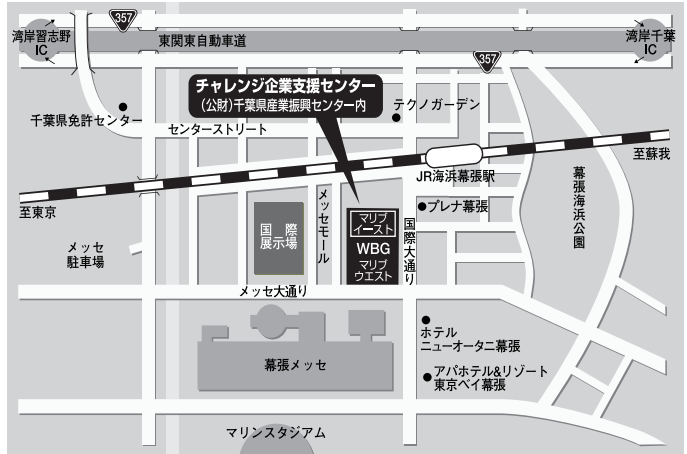 357
湾岸習志野
IC
東関東自動車道
湾岸千葉
IC
357
チャレンジ企業支援センター
(公財)千葉県産業振興センター内
テクノガーデン
千葉県免許センター
センターストリート
至蘇我
JR海浜幕張駅
至東京
幕張海浜公園
プレナ幕張
メッセモール
国際大通り
国 際
展示場
マリブ
イースト
WBG
マリブ
ウエスト
メッセ
駐車場
メッセ大通り
ホテル
ニューオータニ幕張
幕張メッセ
アパホテル&リゾート
東京ベイ幕張
マリンスタジアム